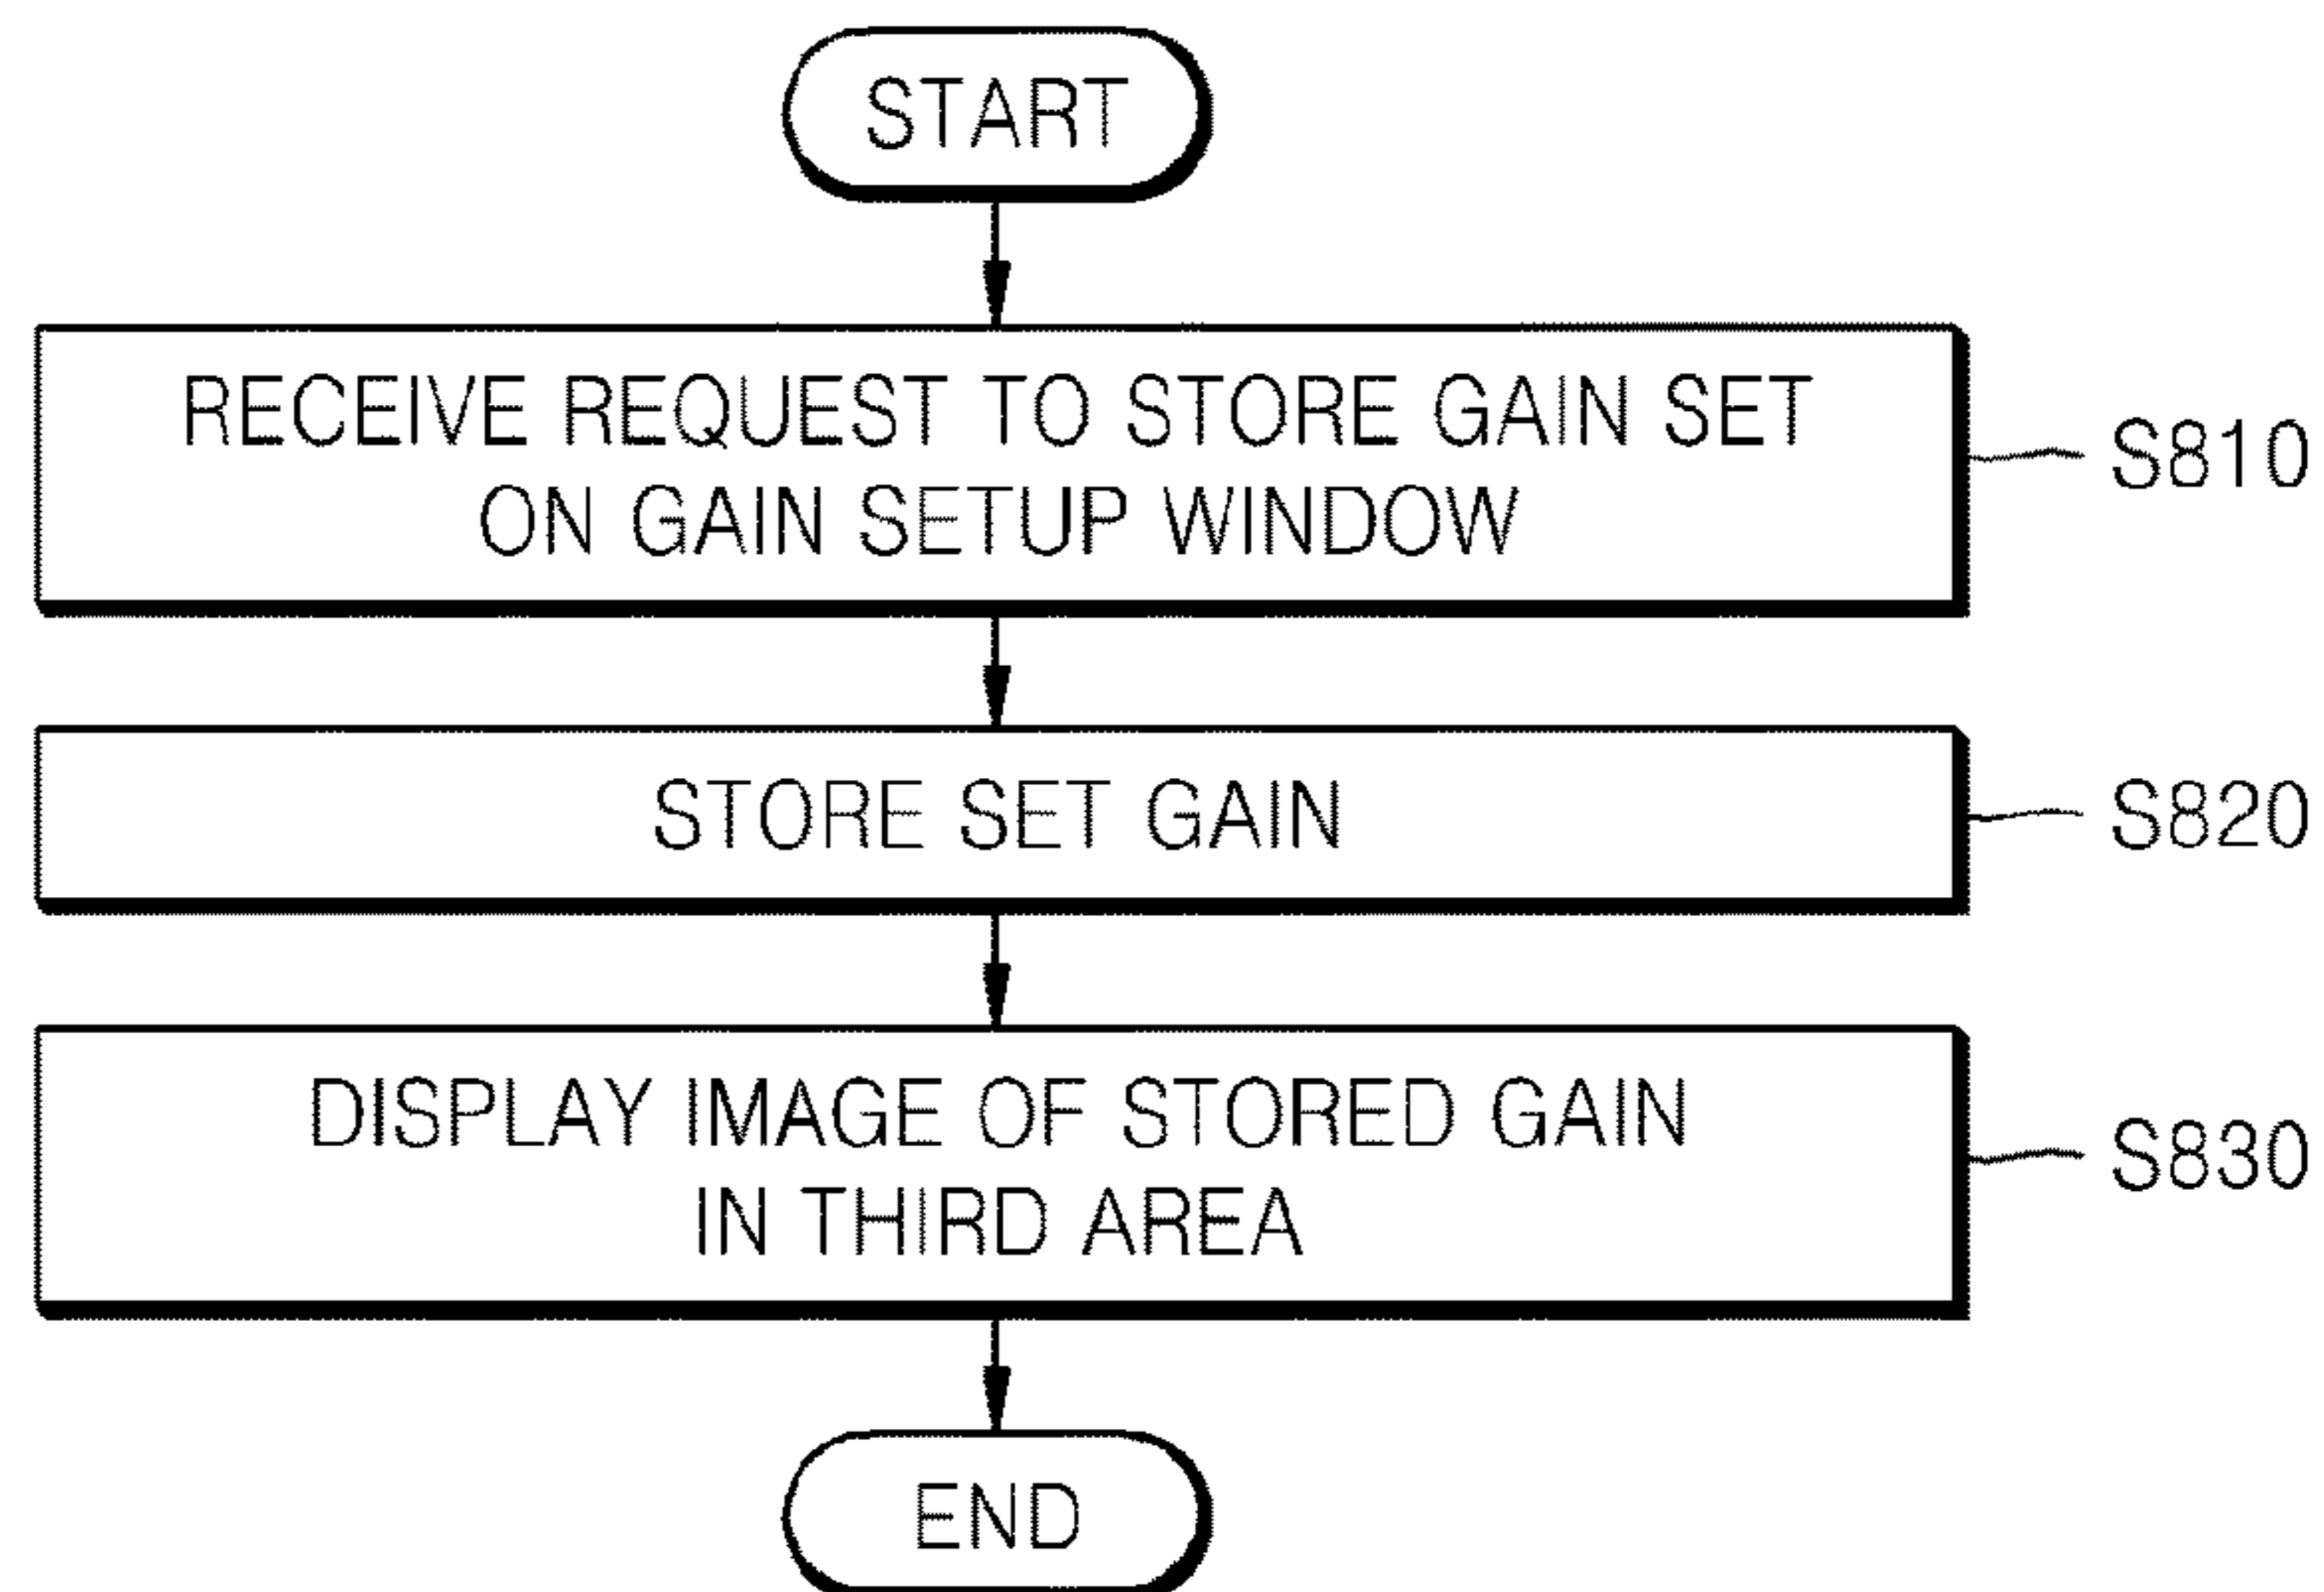 START
RECEIVE REQUEST TO STORE GAIN SET
ON GAIN SETUP WINDOW
S810
STORE SET GAIN
S820
DISPLAY IMAGE OF STORED GAIN
IN THIRD AREA
S830
END